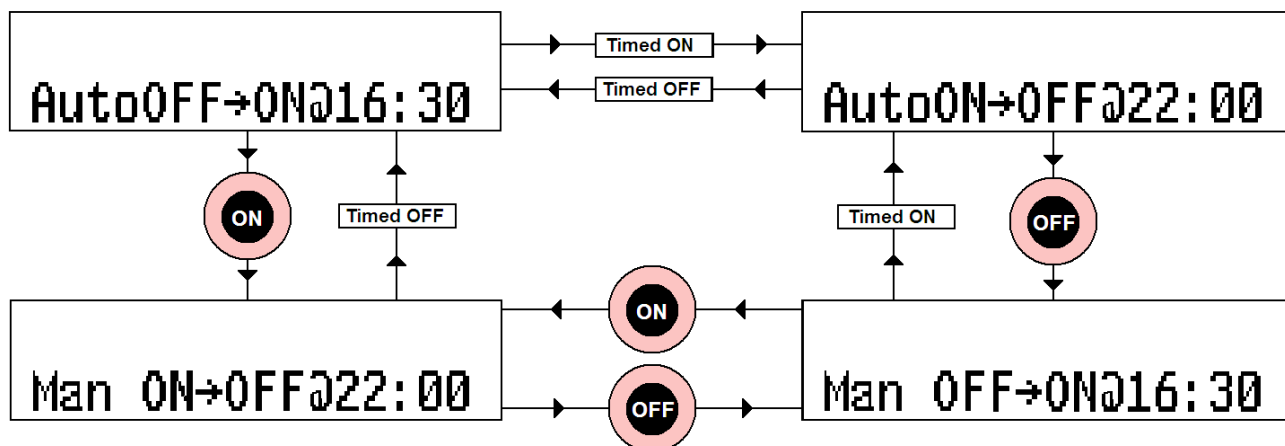 Timed ON
Timed OFF
AutoOFF→ON@16:30
AutoON→OFF@22:00
ON
Timed OFF
Timed ON
OFF
ON
Man ON→OFF@22:00
OFF
Man OFF→ON@16:30